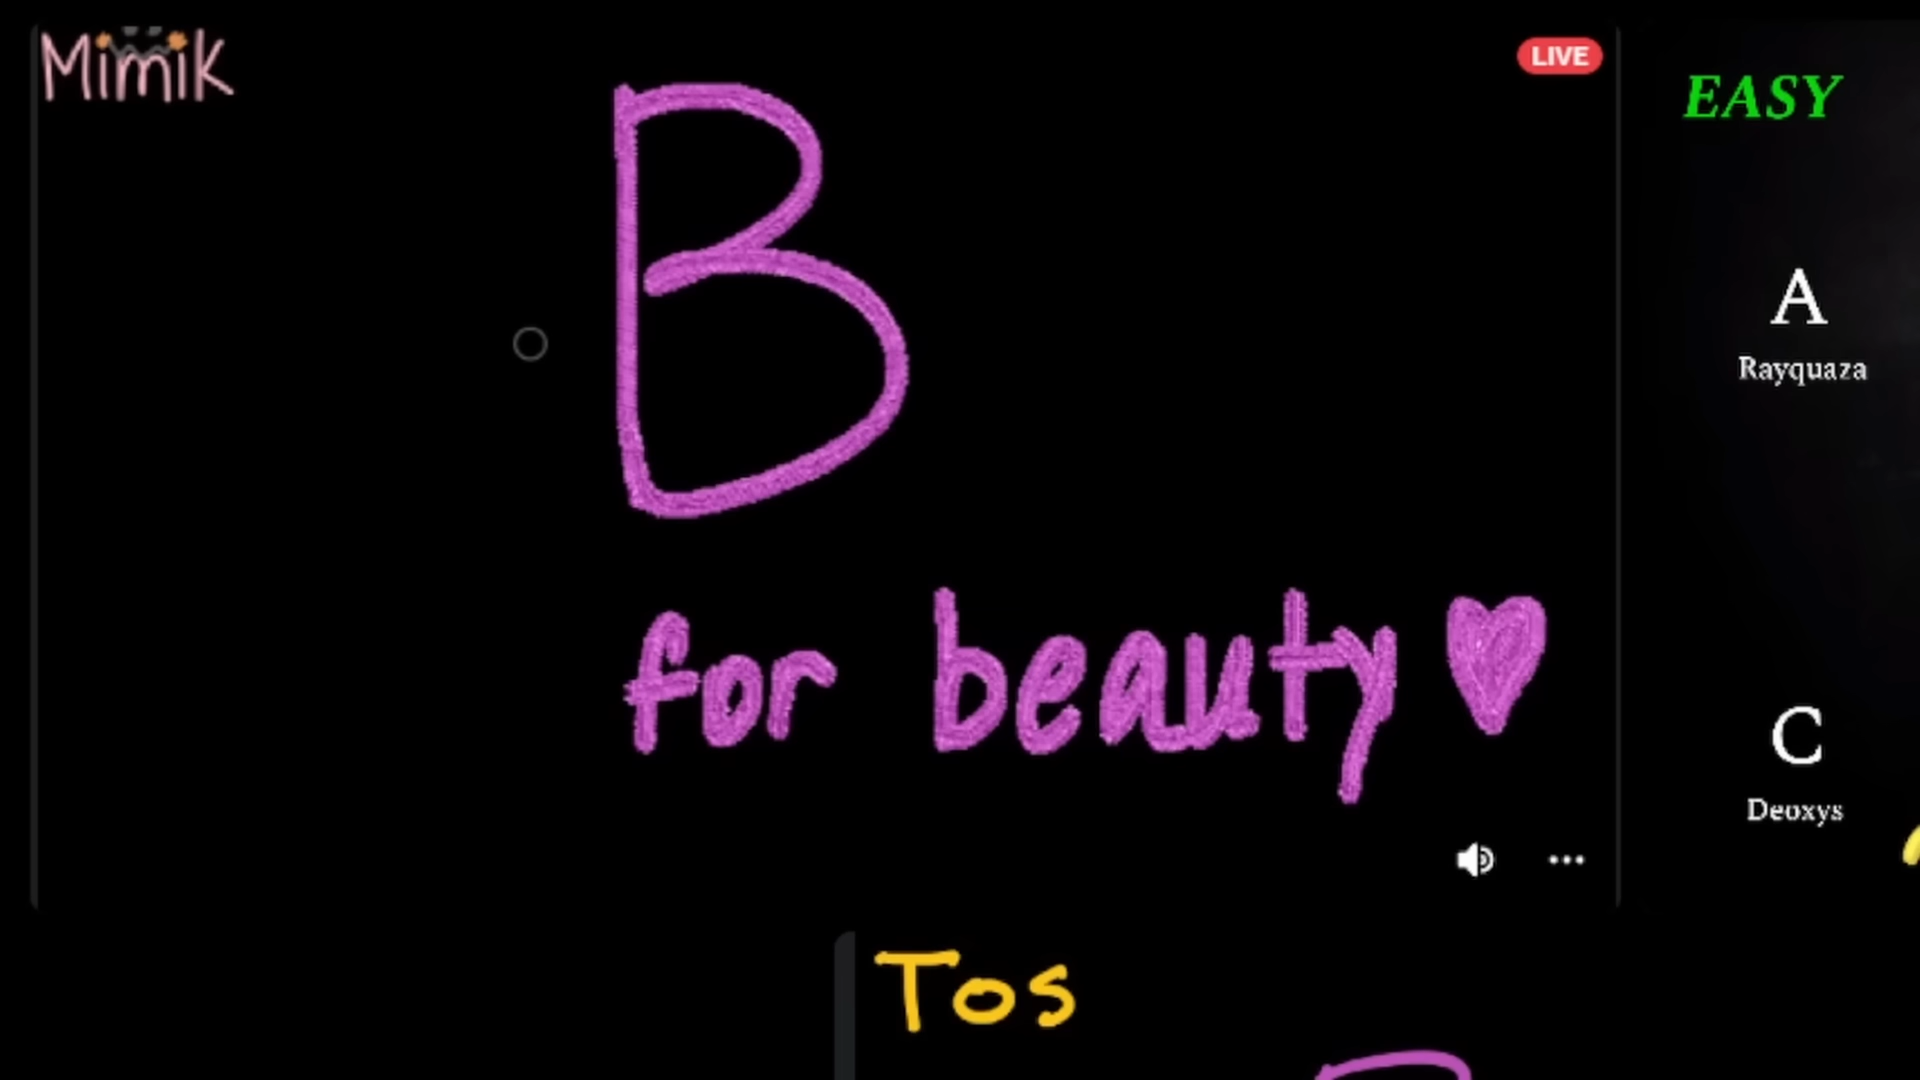 Mimik
LIVE
EASY
B
A
Rayquaza
for beauty
C
Deoxys
Tos